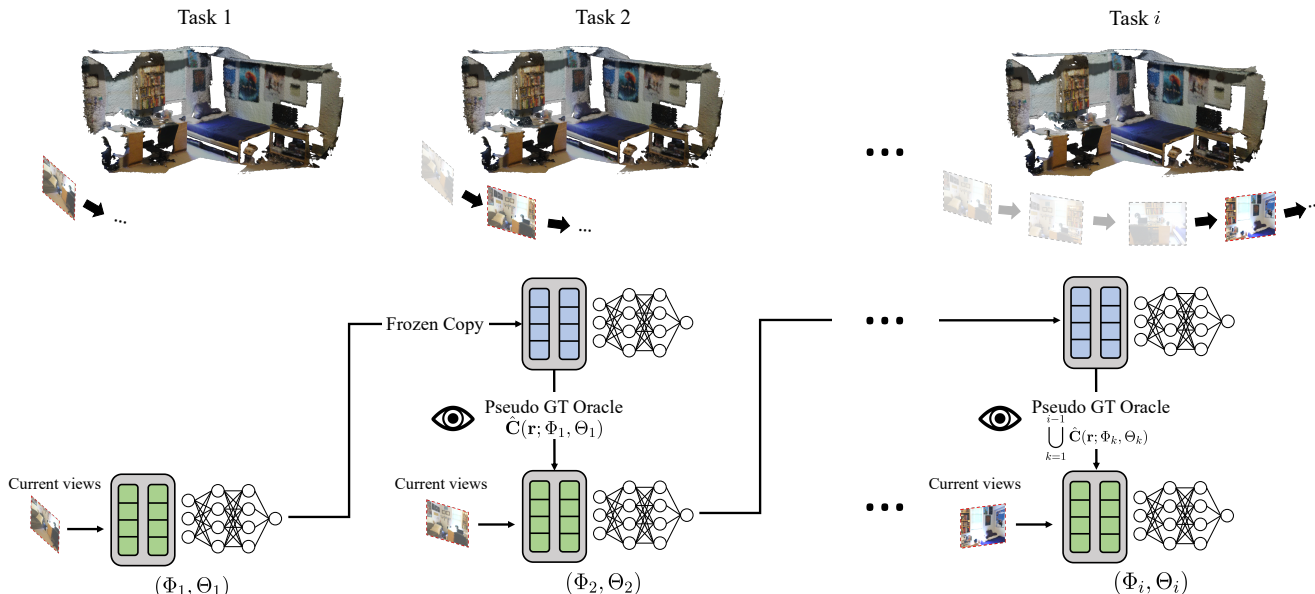 Task 1
Task 2
Task i
...
...
...
...
...
Frozen Copy
...
Pseudo GT Oracle
Ĉ(r; Φ₁, Θ₁)
Pseudo GT Oracle
⋃_{k=1}^{i−1} Ĉ(r; Φₖ, Θₖ)
Current views
Current views
...
Current views
(Φ₁, Θ₁)
(Φ₂, Θ₂)
(Φᵢ, Θᵢ)